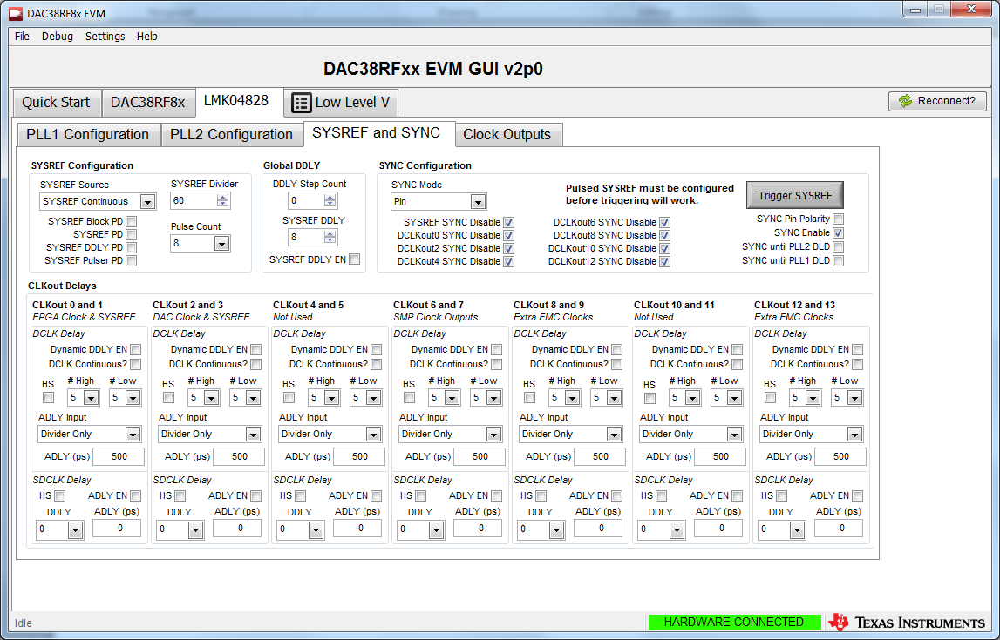 DAC38RF8x EVM
File Debug Settings Help
DAC38RFxx EVM GUI v2p0
Quick Start DAC38RF8x LMK04828 Low Level V Reconnect?
PLL1 Configuration PLL2 Configuration SYSREF and SYNC Clock Outputs
SYSREF Configuration
SYSREF Source SYSREF Divider
SYSREF Continuous 60
SYSREF Block PD
SYSREF PD
SYSREF DDLY PD
SYSREF Pulser PD
Pulse Count
8
Global DDLY
DDLY Step Count
0
SYSREF DDLY
8
SYSREF DDLY EN
SYNC Configuration
SYNC Mode
Pin
SYSREF SYNC Disable
DCLKout0 SYNC Disable
DCLKout2 SYNC Disable
DCLKout4 SYNC Disable
Pulsed SYSREF must be configured
before triggering will work.
DCLKout6 SYNC Disable
DCLKout8 SYNC Disable
DCLKout10 SYNC Disable
DCLKout12 SYNC Disable
Trigger SYSREF
SYNC Pin Polarity
SYNC Enable
SYNC until PLL2 DLD
SYNC until PLL1 DLD
CLKout Delays
CLKout 0 and 1
FPGA Clock & SYSREF
DCLK Delay
Dynamic DDLY EN
DCLK Continuous?
HS # High # Low
5 5
ADLY Input
Divider Only
ADLY (ps) 500
SDCLK Delay
HS ADLY EN
DDLY ADLY (ps)
0 0
CLKout 2 and 3
DAC Clock & SYSREF
DCLK Delay
Dynamic DDLY EN
DCLK Continuous?
HS # High # Low
5 5
ADLY Input
Divider Only
ADLY (ps) 500
SDCLK Delay
HS ADLY EN
DDLY ADLY (ps)
0 0
CLKout 4 and 5
Not Used
DCLK Delay
Dynamic DDLY EN
DCLK Continuous?
HS # High # Low
5 5
ADLY Input
Divider Only
ADLY (ps) 500
SDCLK Delay
HS ADLY EN
DDLY ADLY (ps)
0 0
CLKout 6 and 7
SMP Clock Outputs
DCLK Delay
Dynamic DDLY EN
DCLK Continuous?
HS # High # Low
5 5
ADLY Input
Divider Only
ADLY (ps) 500
SDCLK Delay
HS ADLY EN
DDLY ADLY (ps)
0 0
CLKout 8 and 9
Extra FMC Clocks
DCLK Delay
Dynamic DDLY EN
DCLK Continuous?
HS # High # Low
5 5
ADLY Input
Divider Only
ADLY (ps) 500
SDCLK Delay
HS ADLY EN
DDLY ADLY (ps)
0 0
CLKout 10 and 11
Not Used
DCLK Delay
Dynamic DDLY EN
DCLK Continuous?
HS # High # Low
5 5
ADLY Input
Divider Only
ADLY (ps) 500
SDCLK Delay
HS ADLY EN
DDLY ADLY (ps)
0 0
CLKout 12 and 13
Extra FMC Clocks
DCLK Delay
Dynamic DDLY EN
DCLK Continuous?
HS # High # Low
5 5
ADLY Input
Divider Only
ADLY (ps) 500
SDCLK Delay
HS ADLY EN
DDLY ADLY (ps)
0 0
Idle HARDWARE CONNECTED TEXAS INSTRUMENTS